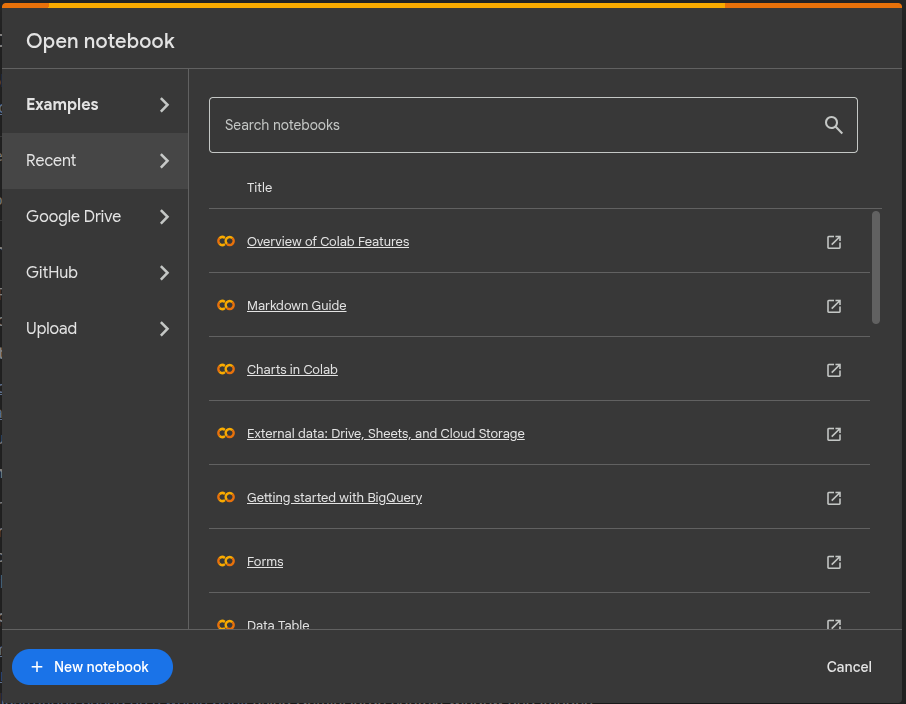 Open notebook
Examples
Recent
Google Drive
GitHub
Upload
Search notebooks
Title
Overview of Colab Features
Markdown Guide
Charts in Colab
External data: Drive, Sheets, and Cloud Storage
Getting started with BigQuery
Forms
Data Table
+ New notebook
Cancel